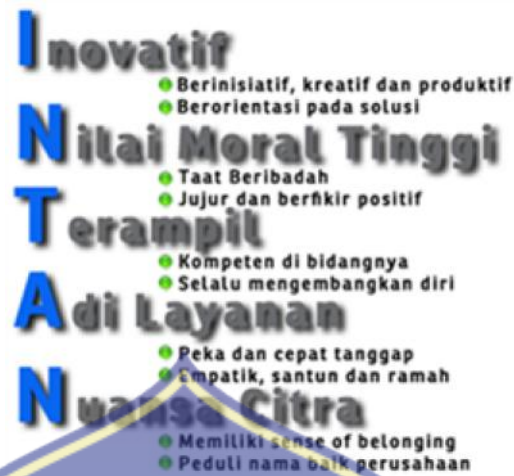 Inovatif
Berinisiatif, kreatif dan produktif
Berorientasi pada solusi
Nilai Moral Tinggi
Taat Beribadah
Jujur dan berfikir positif
Terampil
Kompeten di bidangnya
Selalu mengembangkan diri
Adi Layanan
Peka dan cepat tanggap
Empatik, santun dan ramah
Nuansa Citra
Memiliki sense of belonging
Peduli nama baik perusahaan